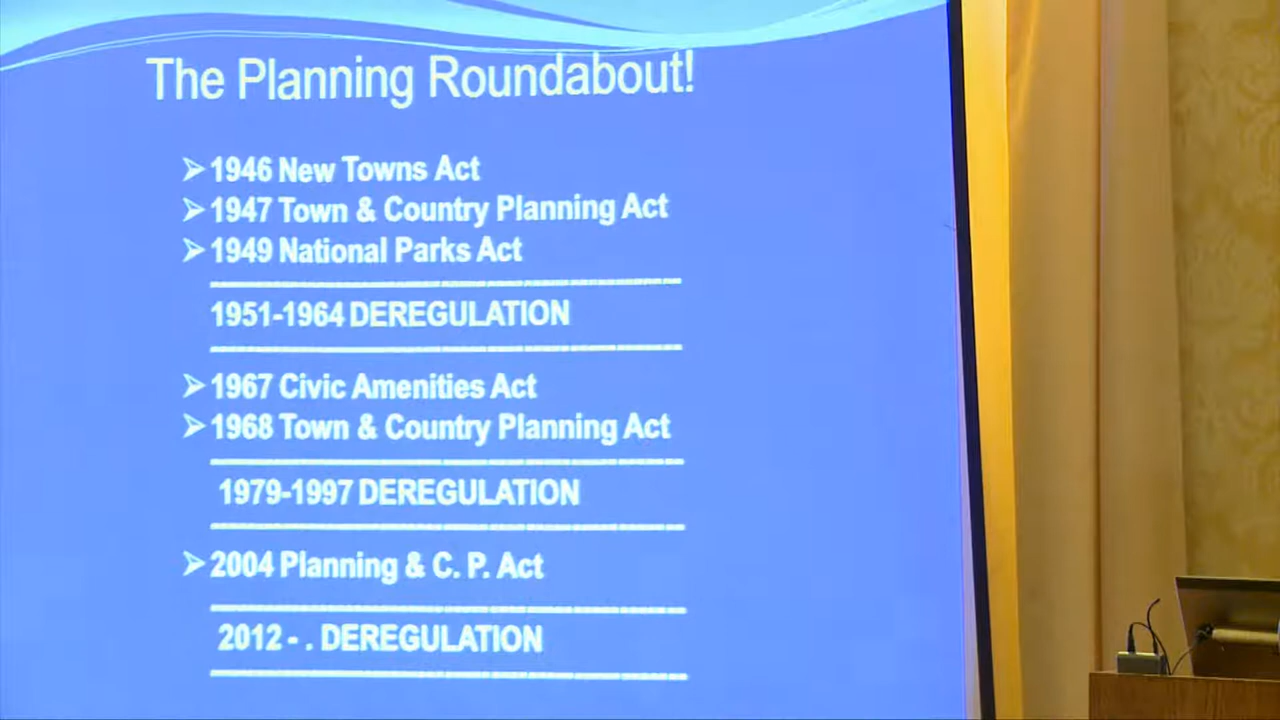 The Planning Roundabout!
➢1946 New Towns Act
➢1947 Town & Country Planning Act
➢1949 National Parks Act
1951-1964 DEREGULATION
➢1967 Civic Amenities Act
➢1968 Town & Country Planning Act
1979-1997 DEREGULATION
➢2004 Planning & C. P. Act
2012 - . DEREGULATION